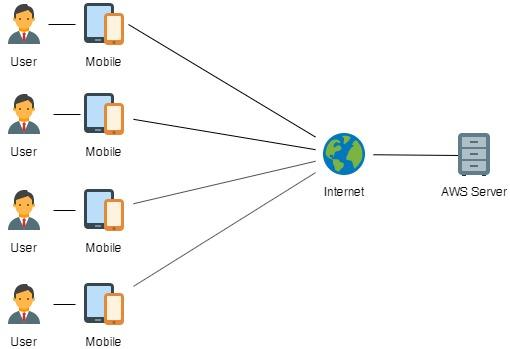 User
Mobile
User
Mobile
Internet
AWS Server
User
Mobile
User
Mobile